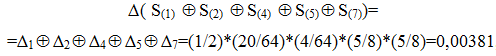 Δ( S(1) ⊕S(2) ⊕S(4) ⊕S(5)⊕S(7))=
=Δ1⊕Δ2⊕Δ4⊕Δ5⊕Δ7=(1/2)*(20/64)*(4/64)*(5/8)*(5/8)=0,00381